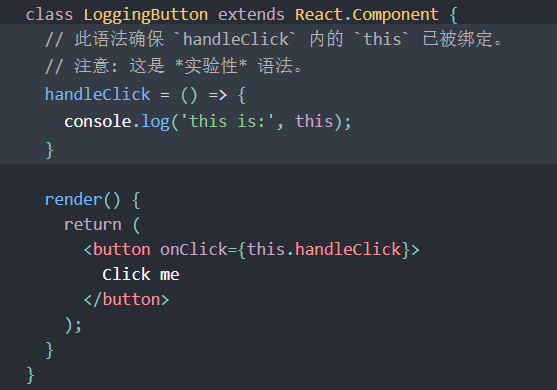 class LoggingButton extends React.Component {
// 此语法确保 `handleClick` 内的 `this` 已被绑定。
// 注意: 这是 *实验性* 语法。
handleClick = () => {
console.log('this is:', this);
}
render() {
return (
<button onClick={this.handleClick}>
Click me
</button>
);
}
}